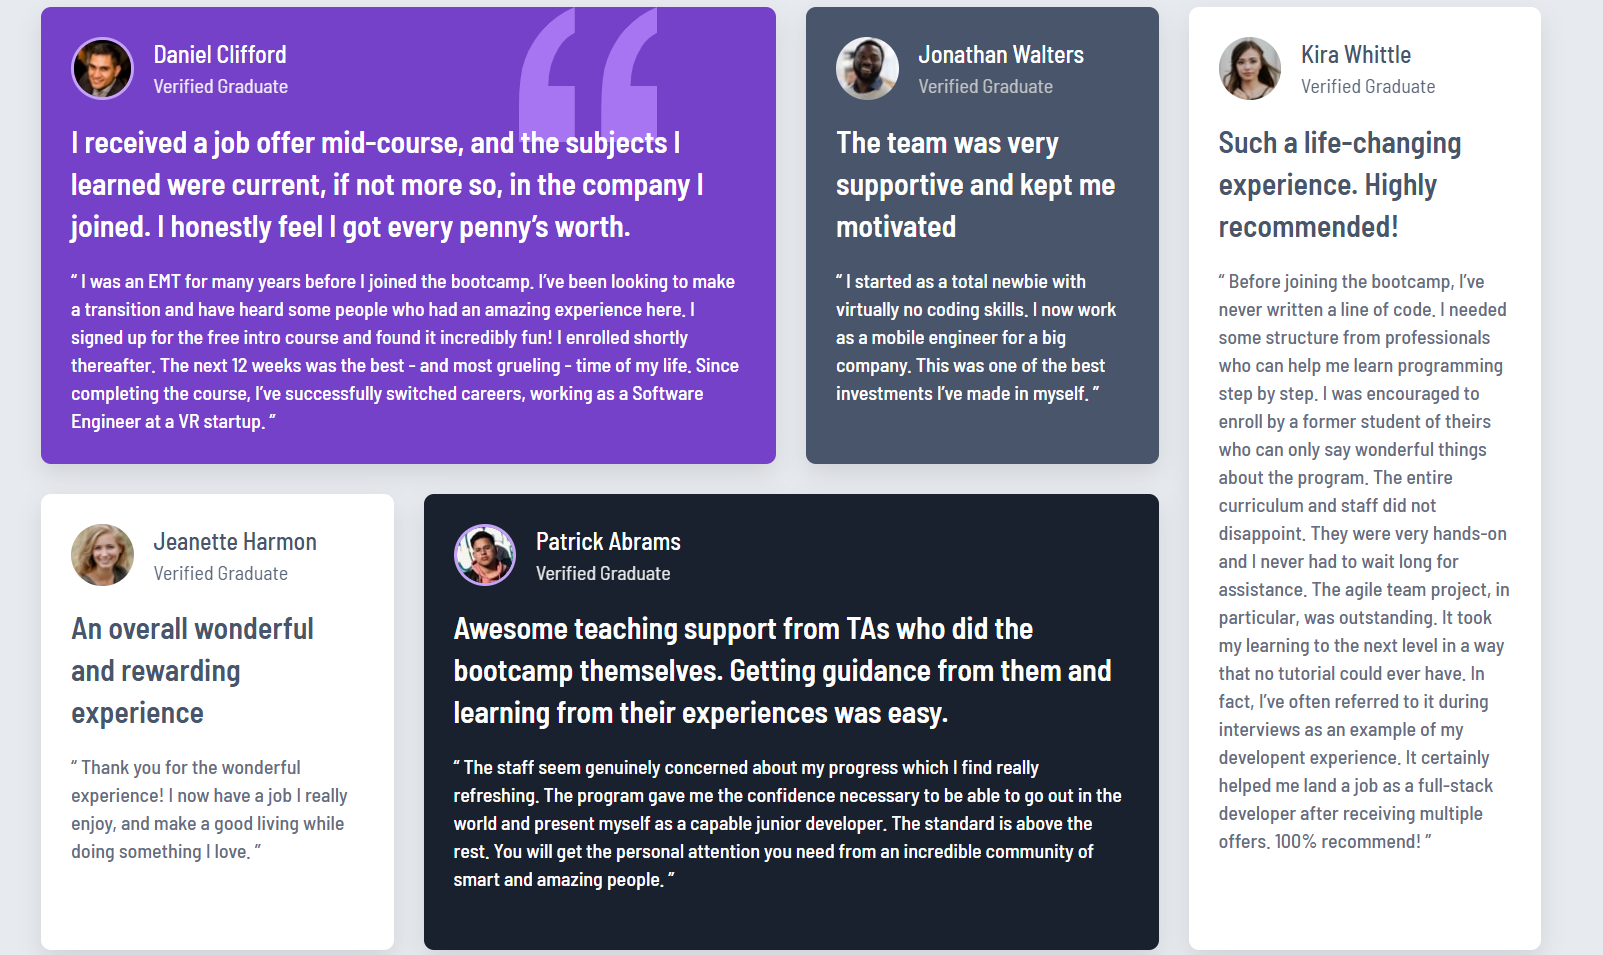 Daniel Clifford
Verified Graduate
I received a job offer mid-course, and the subjects I
learned were current, if not more so, in the company I
joined. I honestly feel I got every penny’s worth.
“ I was an EMT for many years before I joined the bootcamp. I’ve been looking to make
a transition and have heard some people who had an amazing experience here. I
signed up for the free intro course and found it incredibly fun! I enrolled shortly
thereafter. The next 12 weeks was the best - and most grueling - time of my life. Since
completing the course, I’ve successfully switched careers, working as a Software
Engineer at a VR startup. ”
Jonathan Walters
Verified Graduate
The team was very
supportive and kept me
motivated
“ I started as a total newbie with
virtually no coding skills. I now work
as a mobile engineer for a big
company. This was one of the best
investments I’ve made in myself. ”
Kira Whittle
Verified Graduate
Such a life-changing
experience. Highly
recommended!
“ Before joining the bootcamp, I’ve
never written a line of code. I needed
some structure from professionals
who can help me learn programming
step by step. I was encouraged to
enroll by a former student of theirs
who can only say wonderful things
about the program. The entire
curriculum and staff did not
disappoint. They were very hands-on
and I never had to wait long for
assistance. The agile team project, in
particular, was outstanding. It took
my learning to the next level in a way
that no tutorial could ever have. In
fact, I’ve often referred to it during
interviews as an example of my
developent experience. It certainly
helped me land a job as a full-stack
developer after receiving multiple
offers. 100% recommend! ”
Jeanette Harmon
Verified Graduate
An overall wonderful
and rewarding
experience
“ Thank you for the wonderful
experience! I now have a job I really
enjoy, and make a good living while
doing something I love. ”
Patrick Abrams
Verified Graduate
Awesome teaching support from TAs who did the
bootcamp themselves. Getting guidance from them and
learning from their experiences was easy.
“ The staff seem genuinely concerned about my progress which I find really
refreshing. The program gave me the confidence necessary to be able to go out in the
world and present myself as a capable junior developer. The standard is above the
rest. You will get the personal attention you need from an incredible community of
smart and amazing people. ”